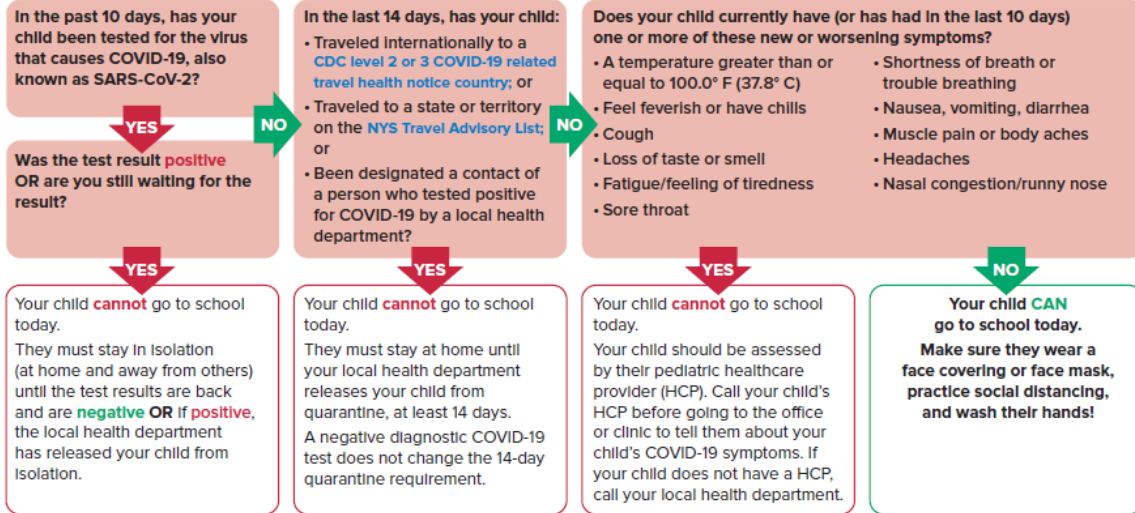 In the past 10 days, has your
child been tested for the virus
that causes COVID-19, also
known as SARS-CoV-2?
YES
Was the test result positive
OR are you still waiting for the
result?
NO
In the last 14 days, has your child:
• Traveled internationally to a
CDC level 2 or 3 COVID-19 related
travel health notice country; or
• Traveled to a state or territory
on the NYS Travel Advisory List;
or
• Been designated a contact of
a person who tested positive
for COVID-19 by a local health
department?
NO
Does your child currently have (or has had in the last 10 days)
one or more of these new or worsening symptoms?
• A temperature greater than or
equal to 100.0° F (37.8° C)
• Feel feverish or have chills
• Cough
• Loss of taste or smell
• Fatigue/feeling of tiredness
• Sore throat
• Shortness of breath or
trouble breathing
• Nausea, vomiting, diarrhea
• Muscle pain or body aches
• Headaches
• Nasal congestion/runny nose
YES
Your child cannot go to school
today.
They must stay in isolation
(at home and away from others)
until the test results are back
and are negative OR if positive,
the local health department
has released your child from
isolation.
YES
Your child cannot go to school
today.
They must stay at home until
your local health department
releases your child from
quarantine, at least 14 days.
A negative diagnostic COVID-19
test does not change the 14-day
quarantine requirement.
YES
Your child cannot go to school
today.
Your child should be assessed
by their pediatric healthcare
provider (HCP). Call your child's
HCP before going to the office
or clinic to tell them about your
child's COVID-19 symptoms. If
your child does not have a HCP,
call your local health department.
NO
Your child CAN
go to school today.
Make sure they wear a
face covering or face mask,
practice social distancing,
and wash their hands!